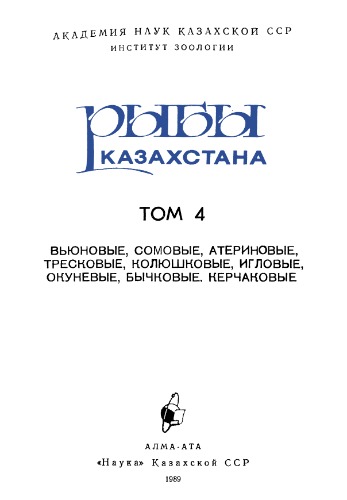 АКАДЕМИЯ НАУК КАЗАХСКОЙ ССР
ИНСТИТУТ ЗООЛОГИИ
РЫБЫ
КАЗАХСТАНА
ТОМ 4
ВЬЮНОВЫЕ, СОМОВЫЕ, АТЕРИНОВЫЕ,
ТРЕСКОВЫЕ, КОЛЮШКОВЫЕ, ИГЛОВЫЕ,
ОКУНЕВЫЕ, БЫЧКОВЫЕ. КЕРЧАКОВЫЕ
АЛМА-АТА
«Наука» Казахской ССР
1989